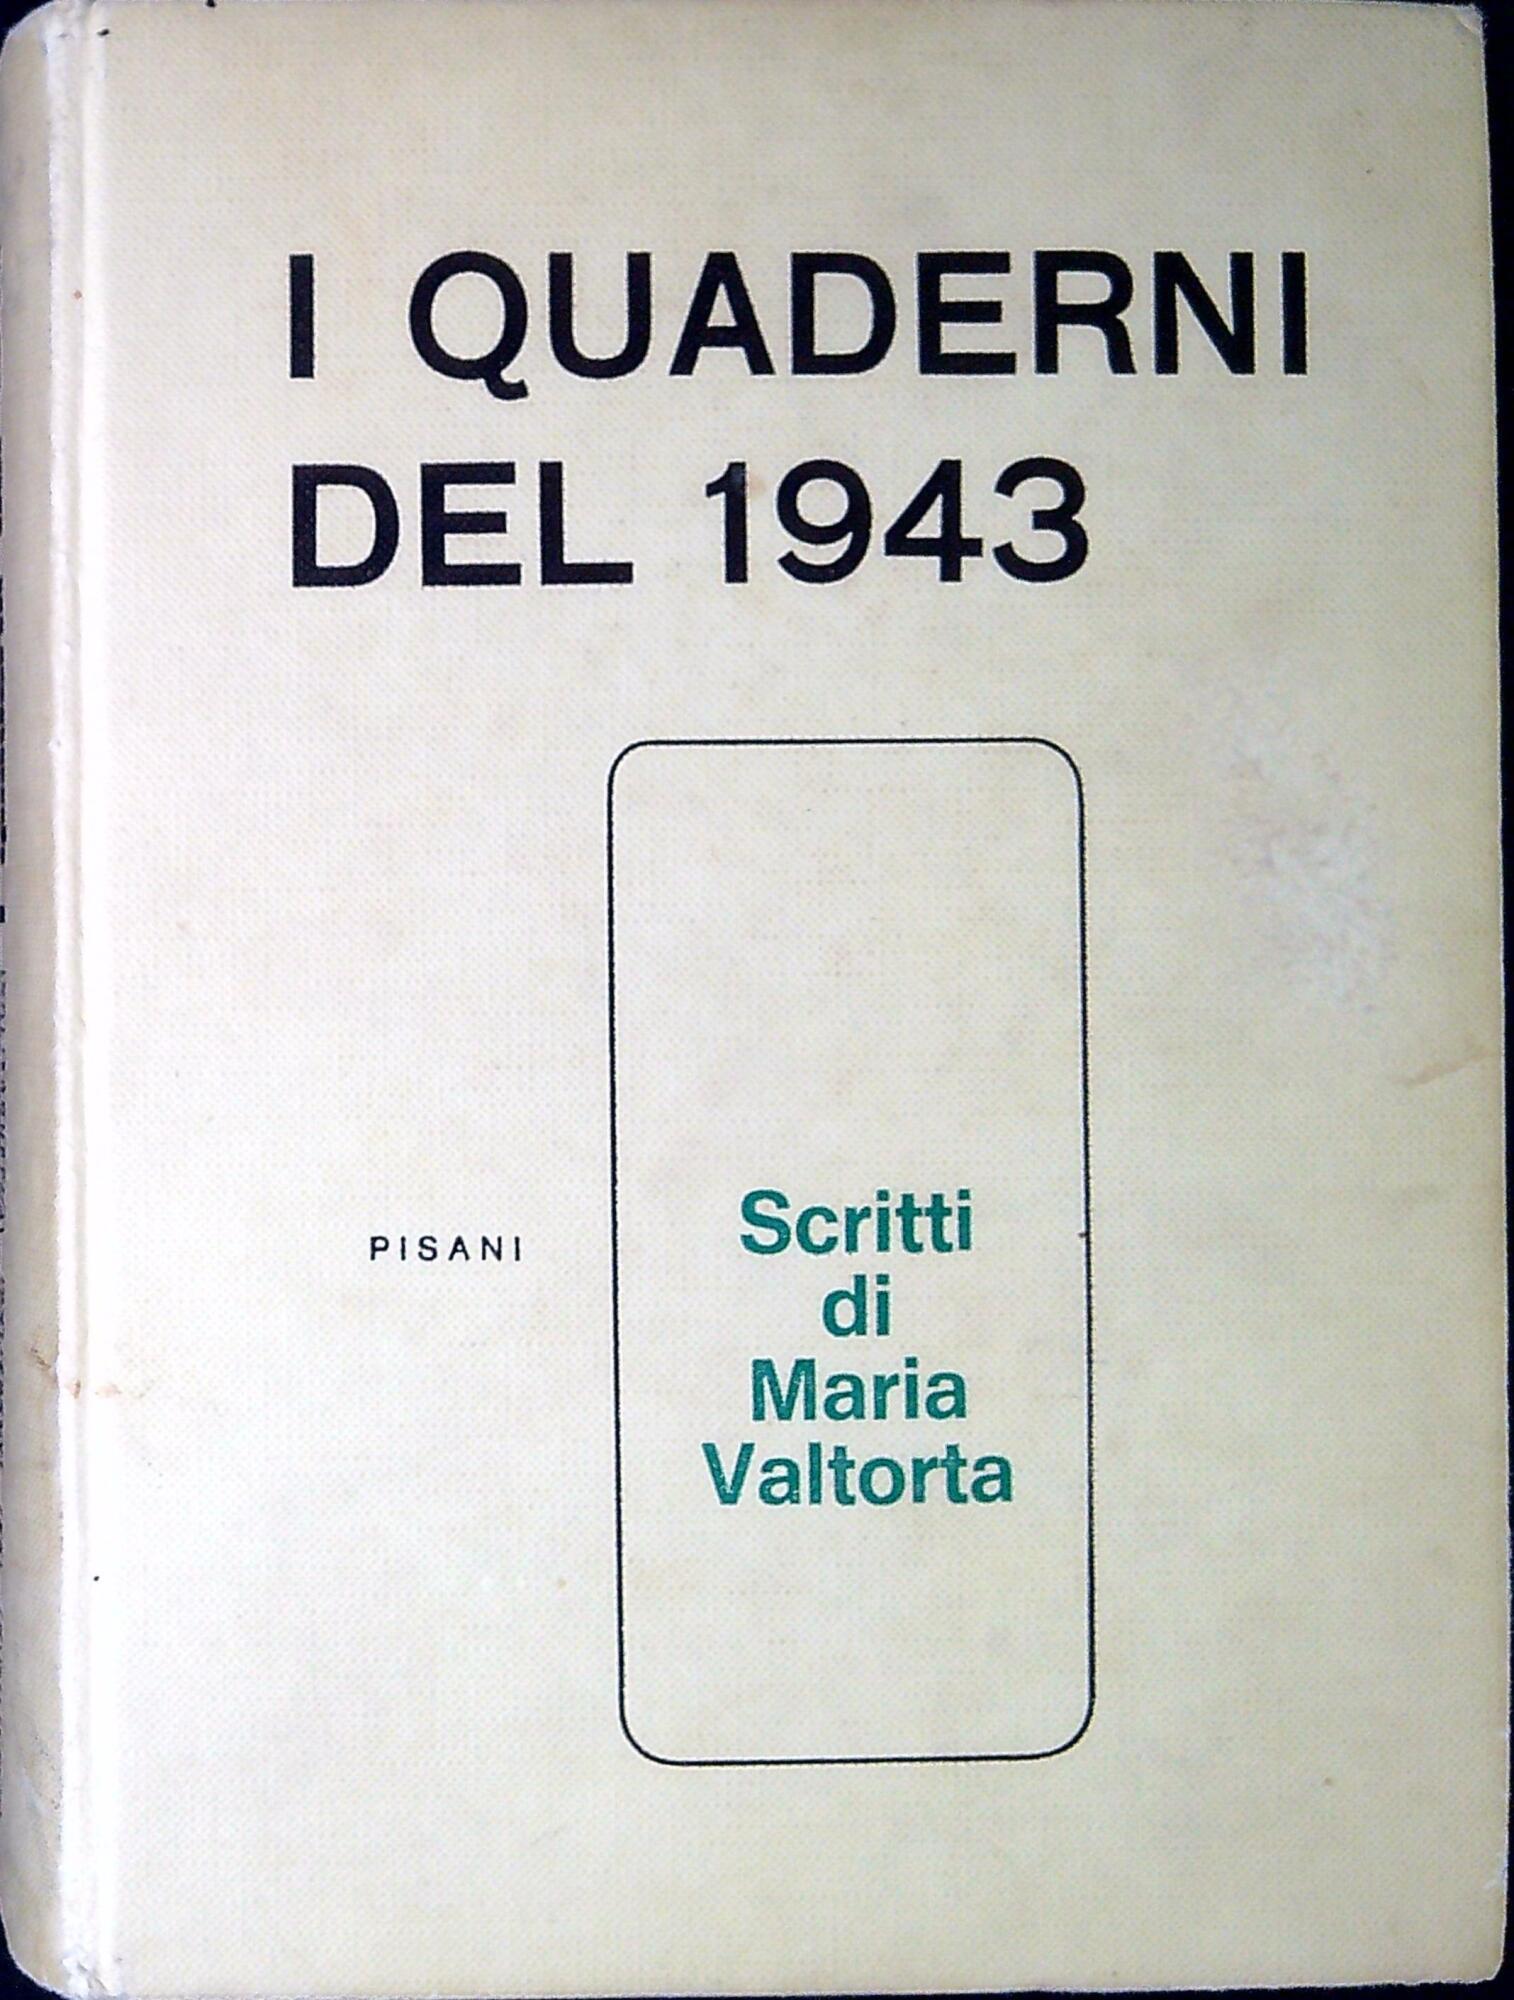 I QUADERNI
DEL 1943
PISANI
Scritti
di
Maria
Valtorta